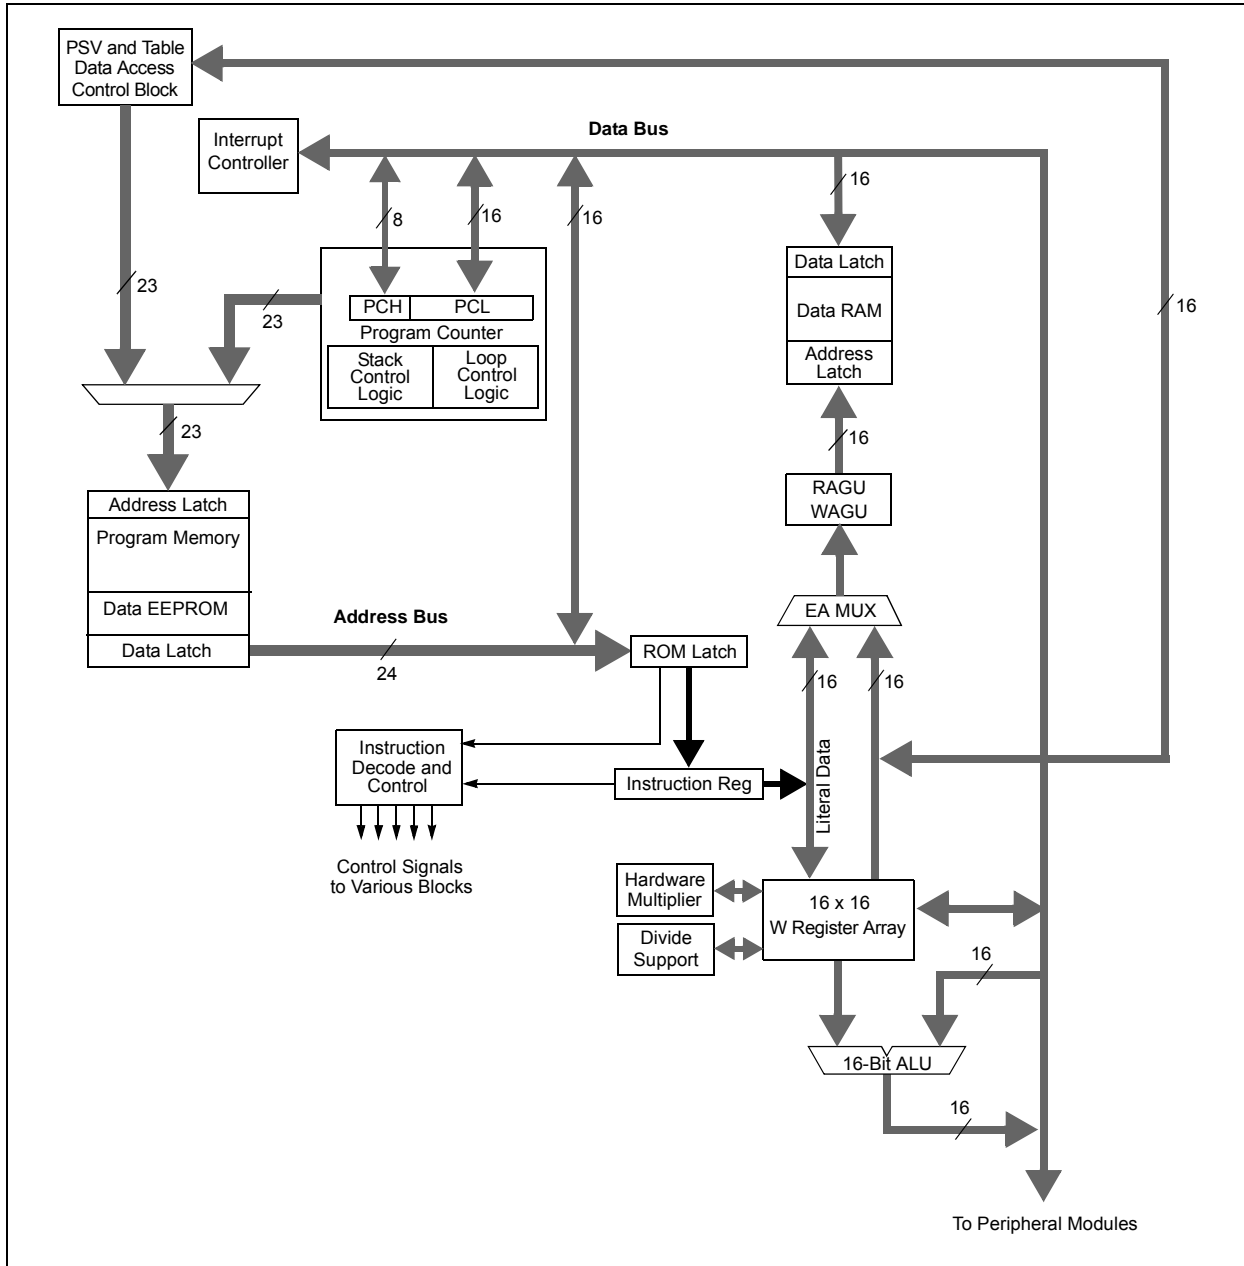 PSV and Table
Data Access
Control Block
Data Bus
Interrupt
Controller
16
8
16
16
Data Latch
23
23
PCH
PCL
16
Data RAM
Program Counter
Stack
Control
Logic
Loop
Control
Logic
Address
Latch
23
16
RAGU
WAGU
Address Latch
Program Memory
Data EEPROM
Address Bus
EA MUX
Data Latch
ROM Latch
24
16
16
Instruction
Decode and
Control
Instruction Reg
Literal Data
Control Signals
to Various Blocks
Hardware
Multiplier
16 x 16
W Register Array
Divide
Support
16
16-Bit ALU
16
To Peripheral Modules